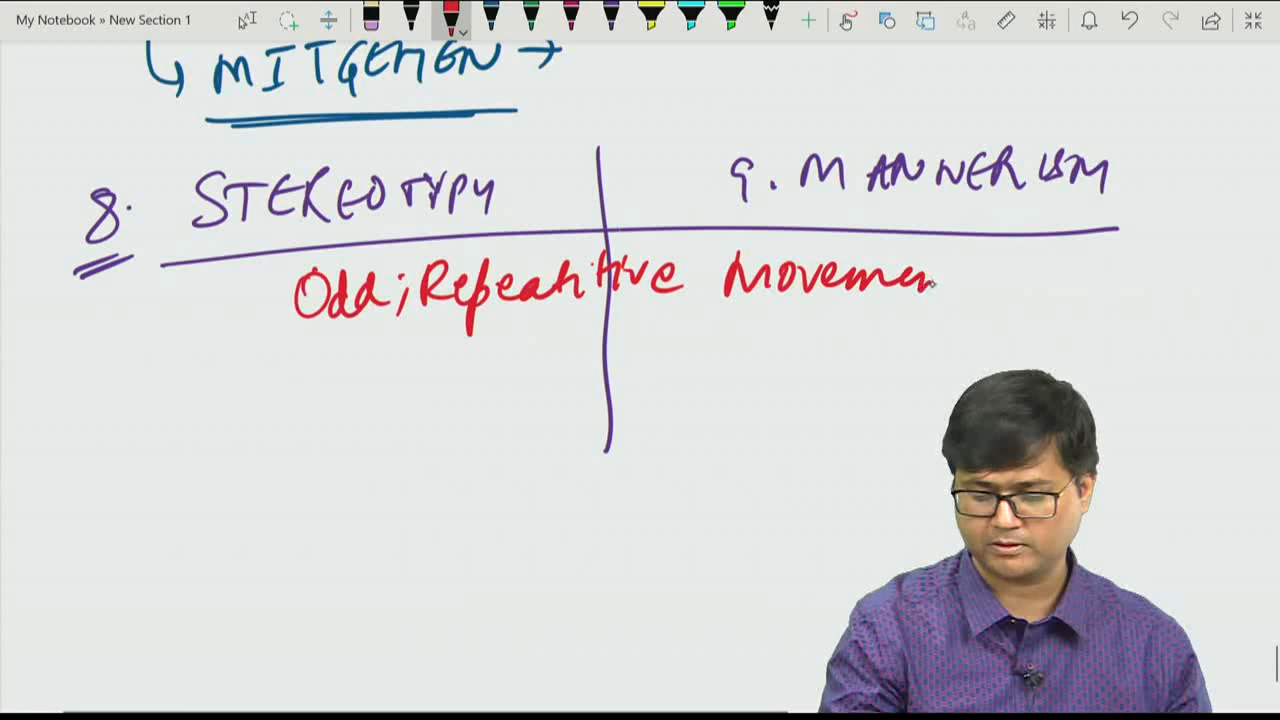 My Notebook » New Section 1
↳ MITGEHEN →
8. STEREOTYPY 9. MANNERISM
Odd; Repeatitive Movemen